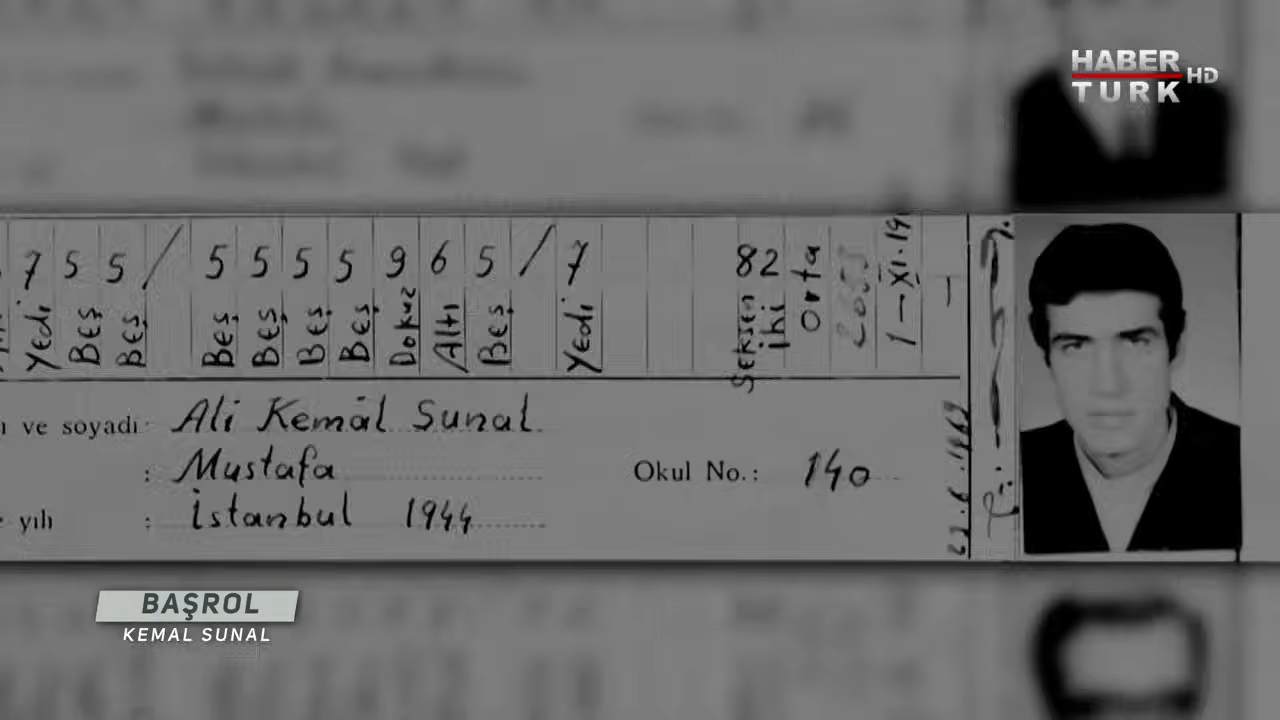 HABER
TURK HD
7 5 5 / 5 5 5 5 9 6 5 / 7 82
Yedi Beş Beş Beş Beş Beş Beş Dokuz Altı Beş Yedi Seksen iki Orta
ve soyadı: Ali Kemâl Sunal
: Mustafa Okul No.: 140
yılı : İstanbul 1944
BAŞROL
KEMAL SUNAL